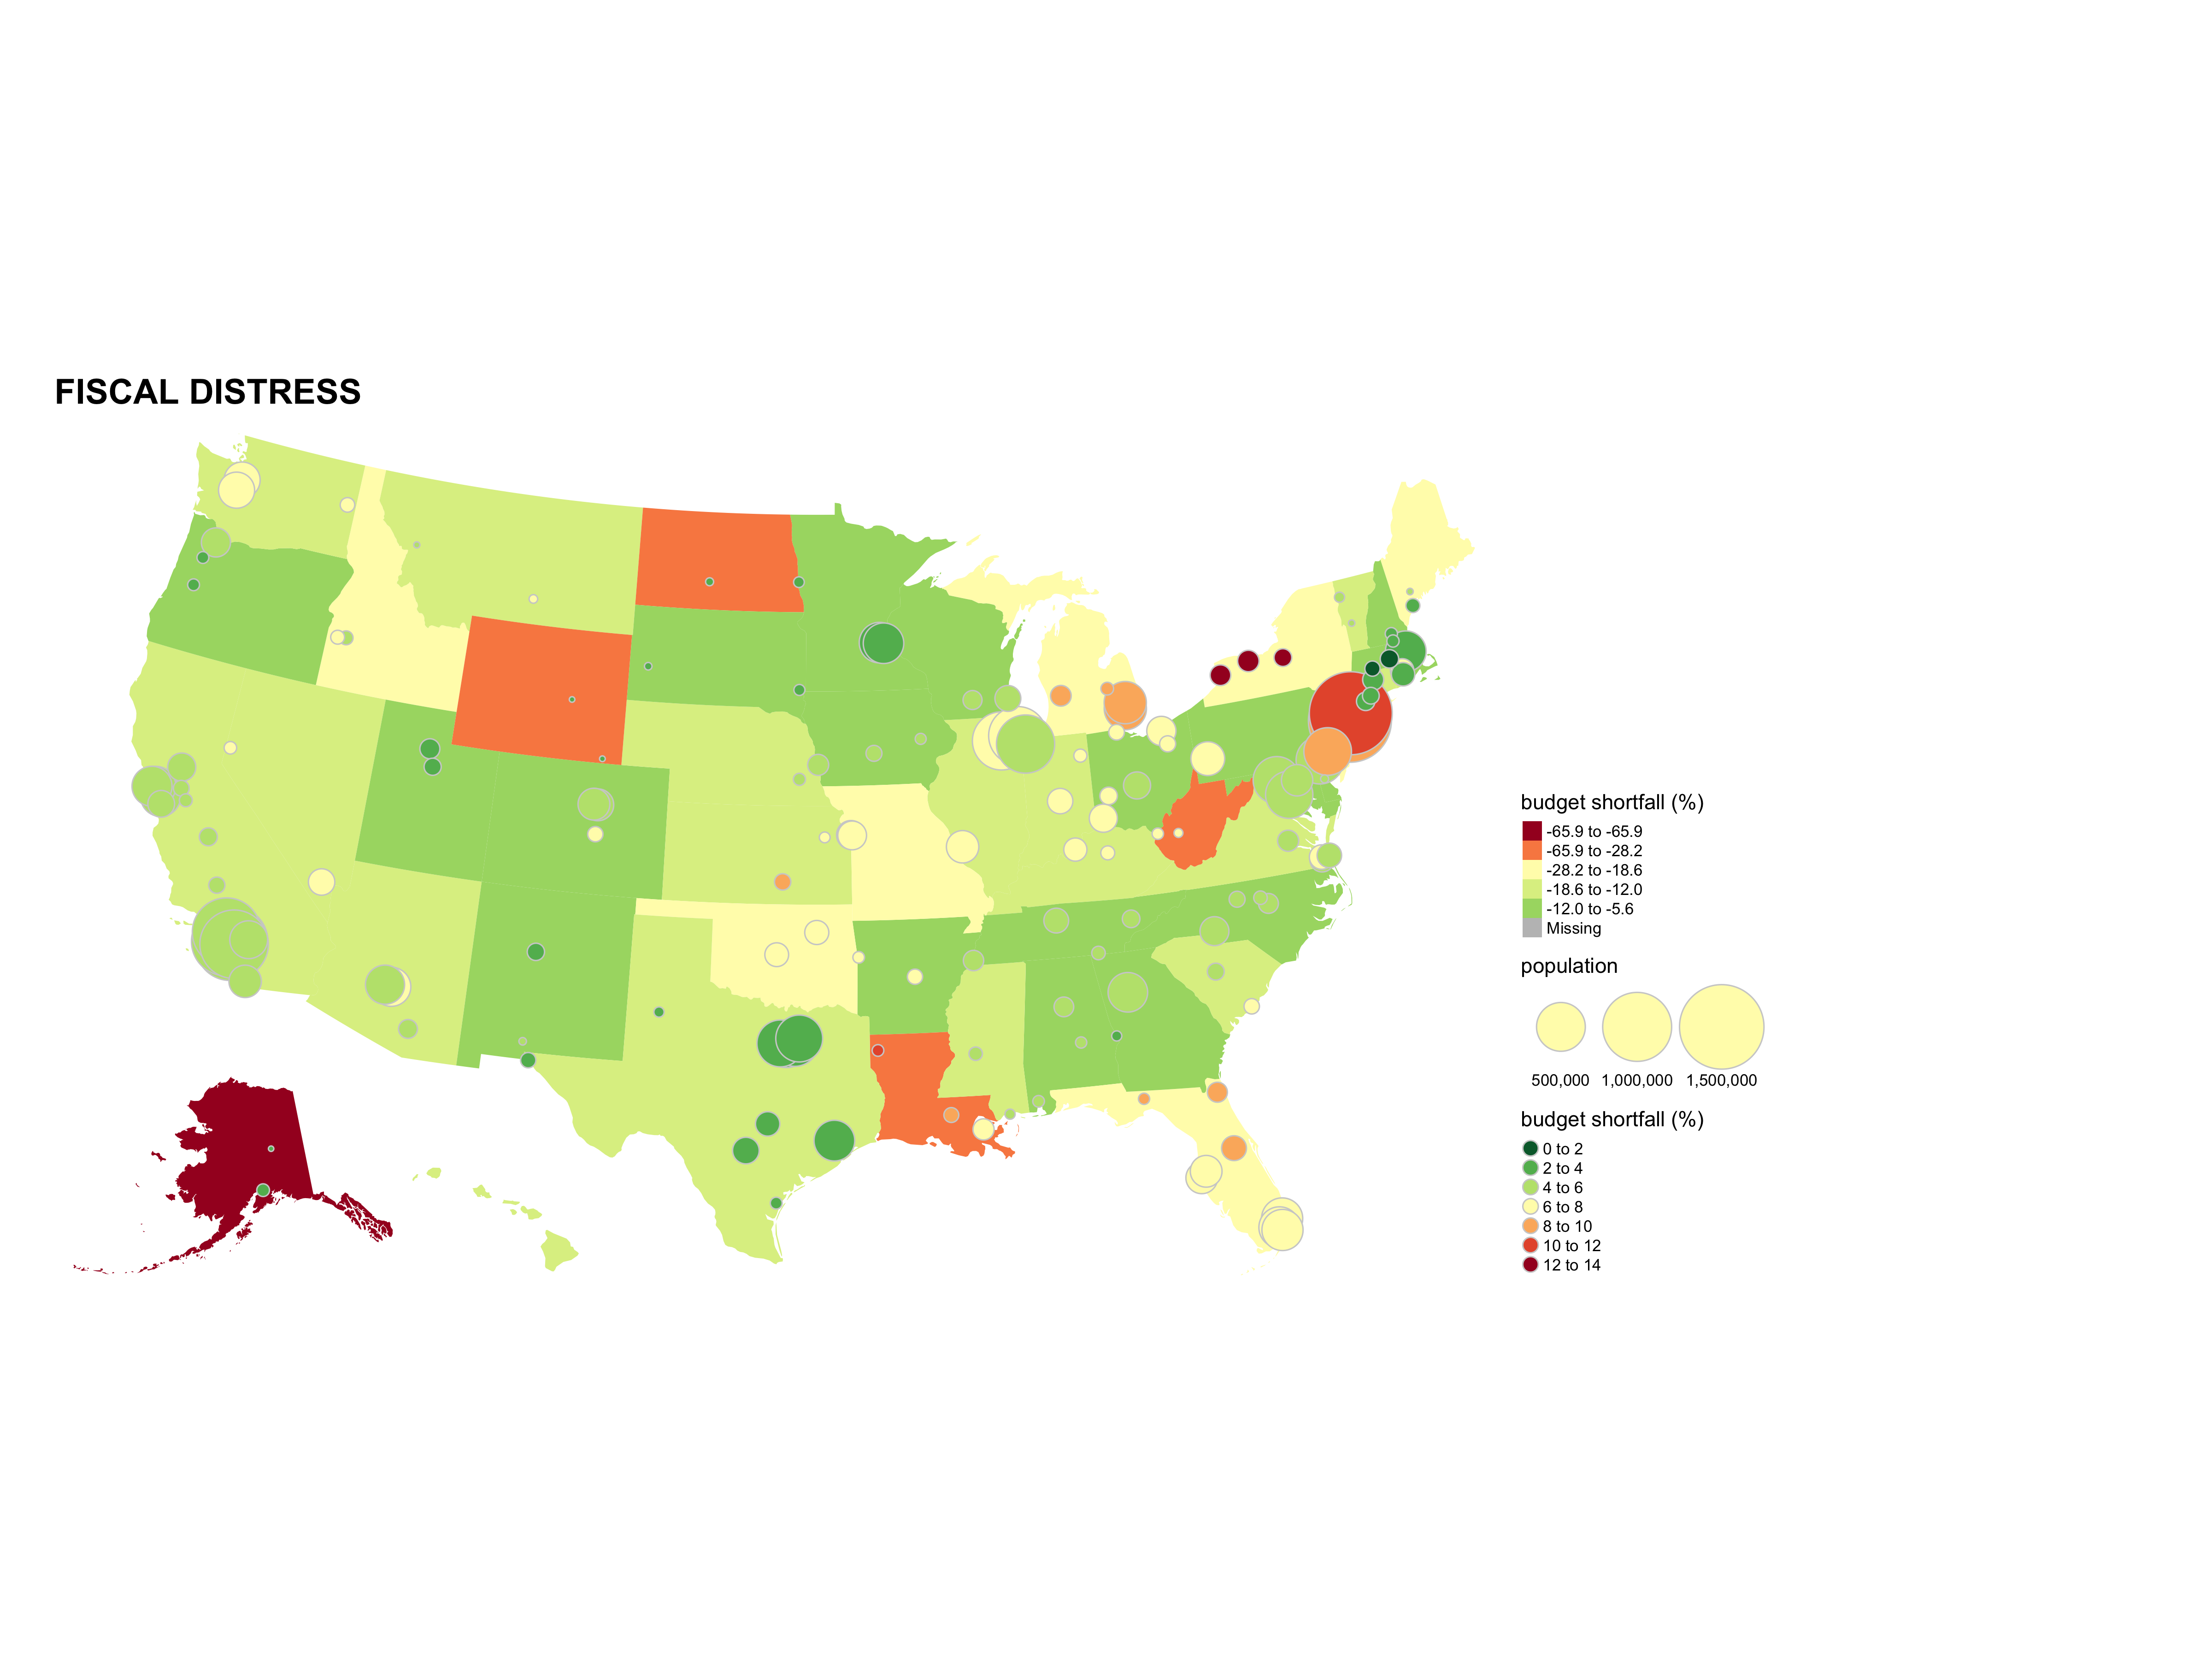 FISCAL DISTRESS
budget shortfall (%)
-65.9 to -65.9
-65.9 to -28.2
-28.2 to -18.6
-18.6 to -12.0
-12.0 to -5.6
Missing
population
500,000 1,000,000 1,500,000
budget shortfall (%)
0 to 2
2 to 4
4 to 6
6 to 8
8 to 10
10 to 12
12 to 14